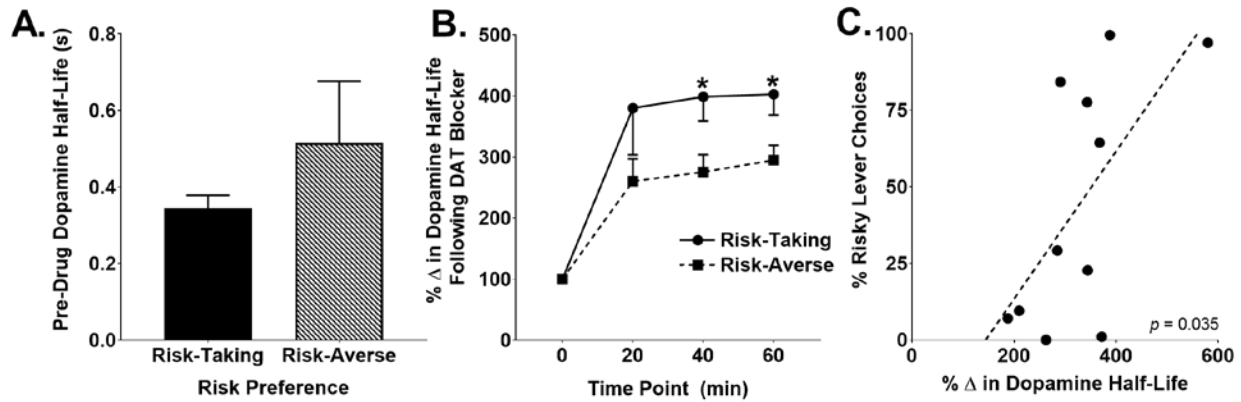 A.
Pre-Drug Dopamine Half-Life (s)
0.8
0.6
0.4
0.2
0.0
Risk-Taking
Risk-Averse
Risk Preference
B.
% Δ in Dopamine Half-Life
Following DAT Blocker
500
400
300
200
100
0
20
40
60
* *
Risk-Taking
Risk-Averse
Time Point (min)
C.
% Risky Lever Choices
100
75
50
25
0
0
200
400
600
p = 0.035
% Δ in Dopamine Half-Life